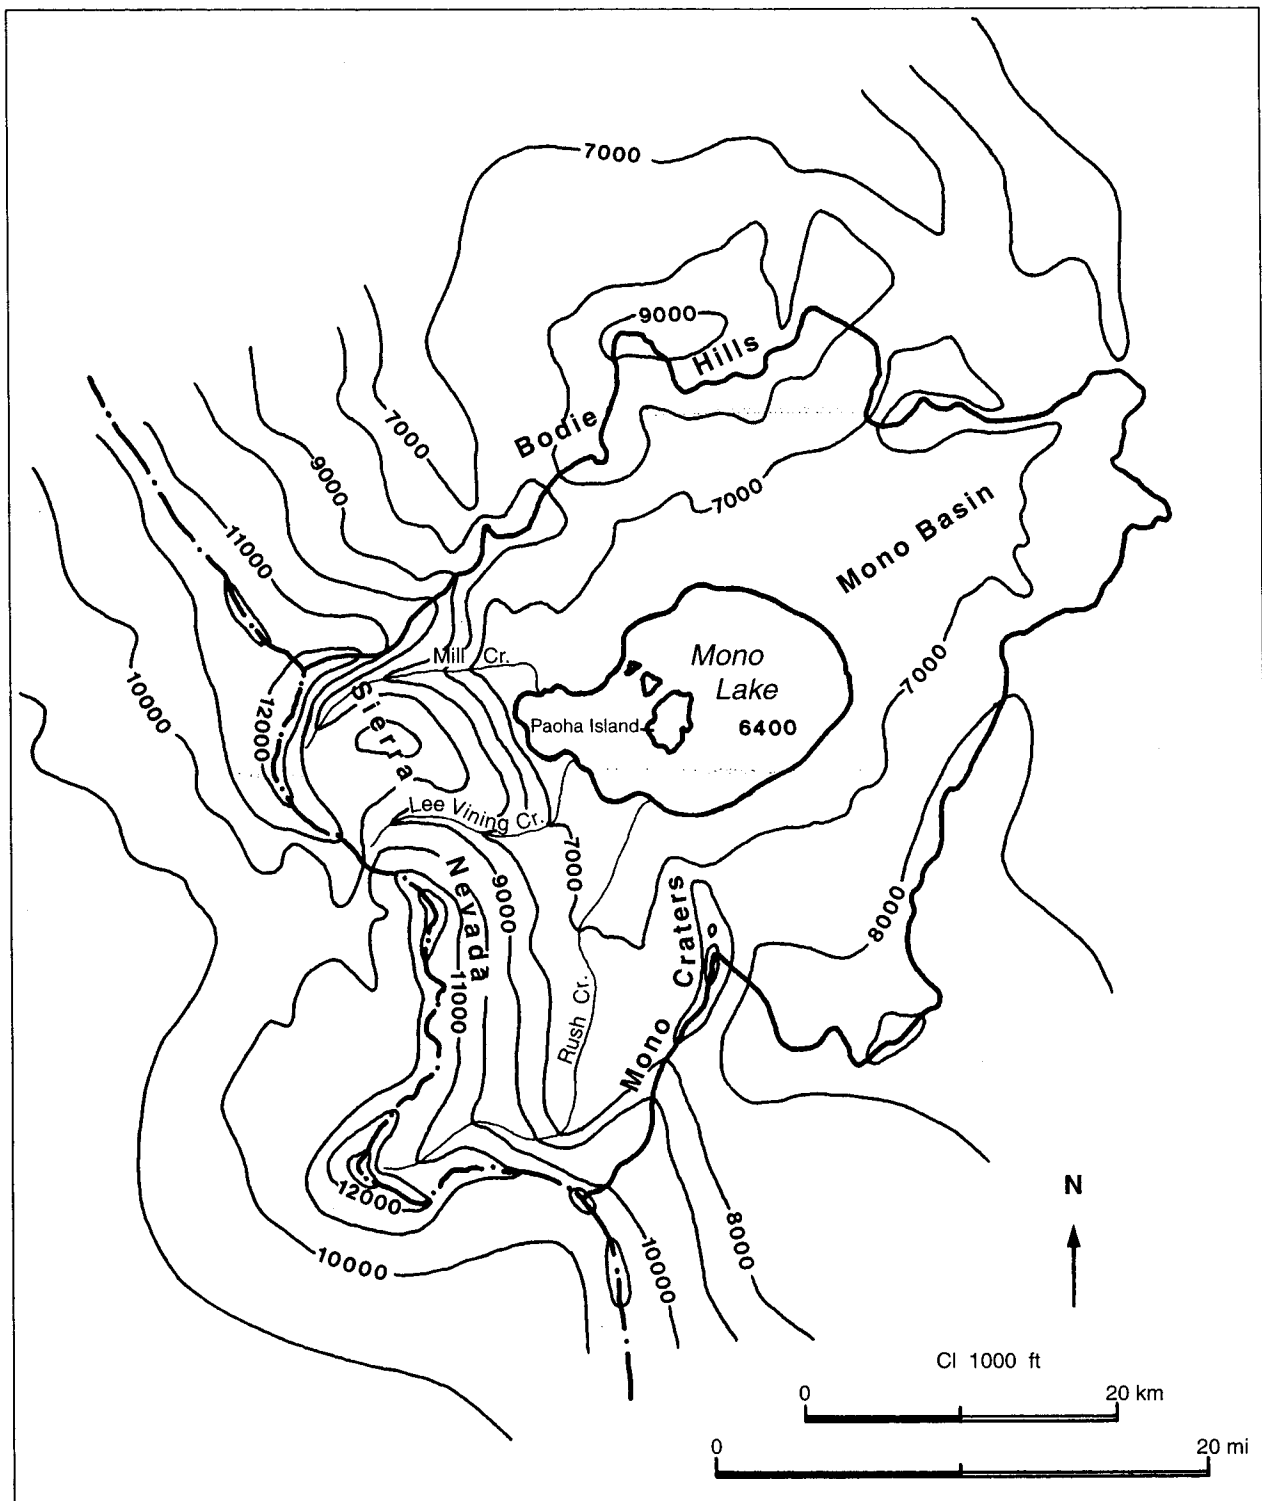 7000
9000
Hills
Bodie
7000
9000
7000
11000
Mono Basin
Mill Cr.
Mono
Lake
6400
Paoha Island
7000
10000
12000
Sierra
Lee Vining Cr.
Nevada
9000
7000
8000
Mono
Craters
11000
Rush Cr.
12000
10000
10000
8000
N
CI 1000 ft
0 20 km
0 20 mi